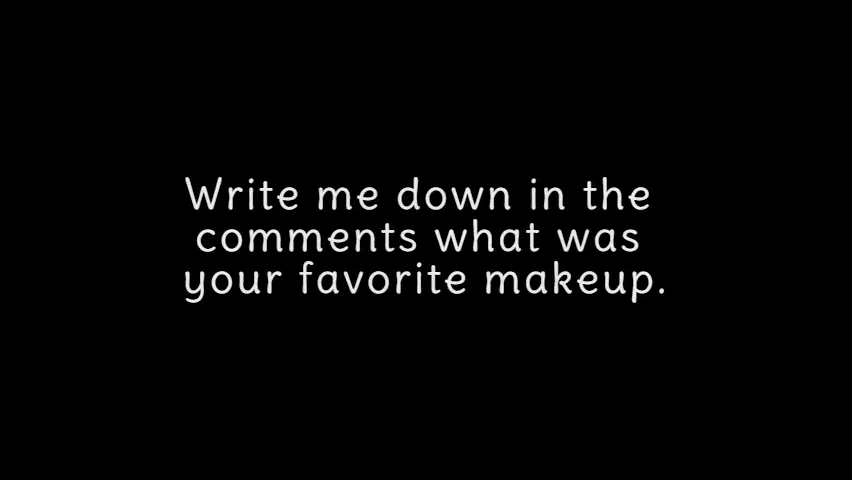 Write me down in the
comments what was
your favorite makeup.